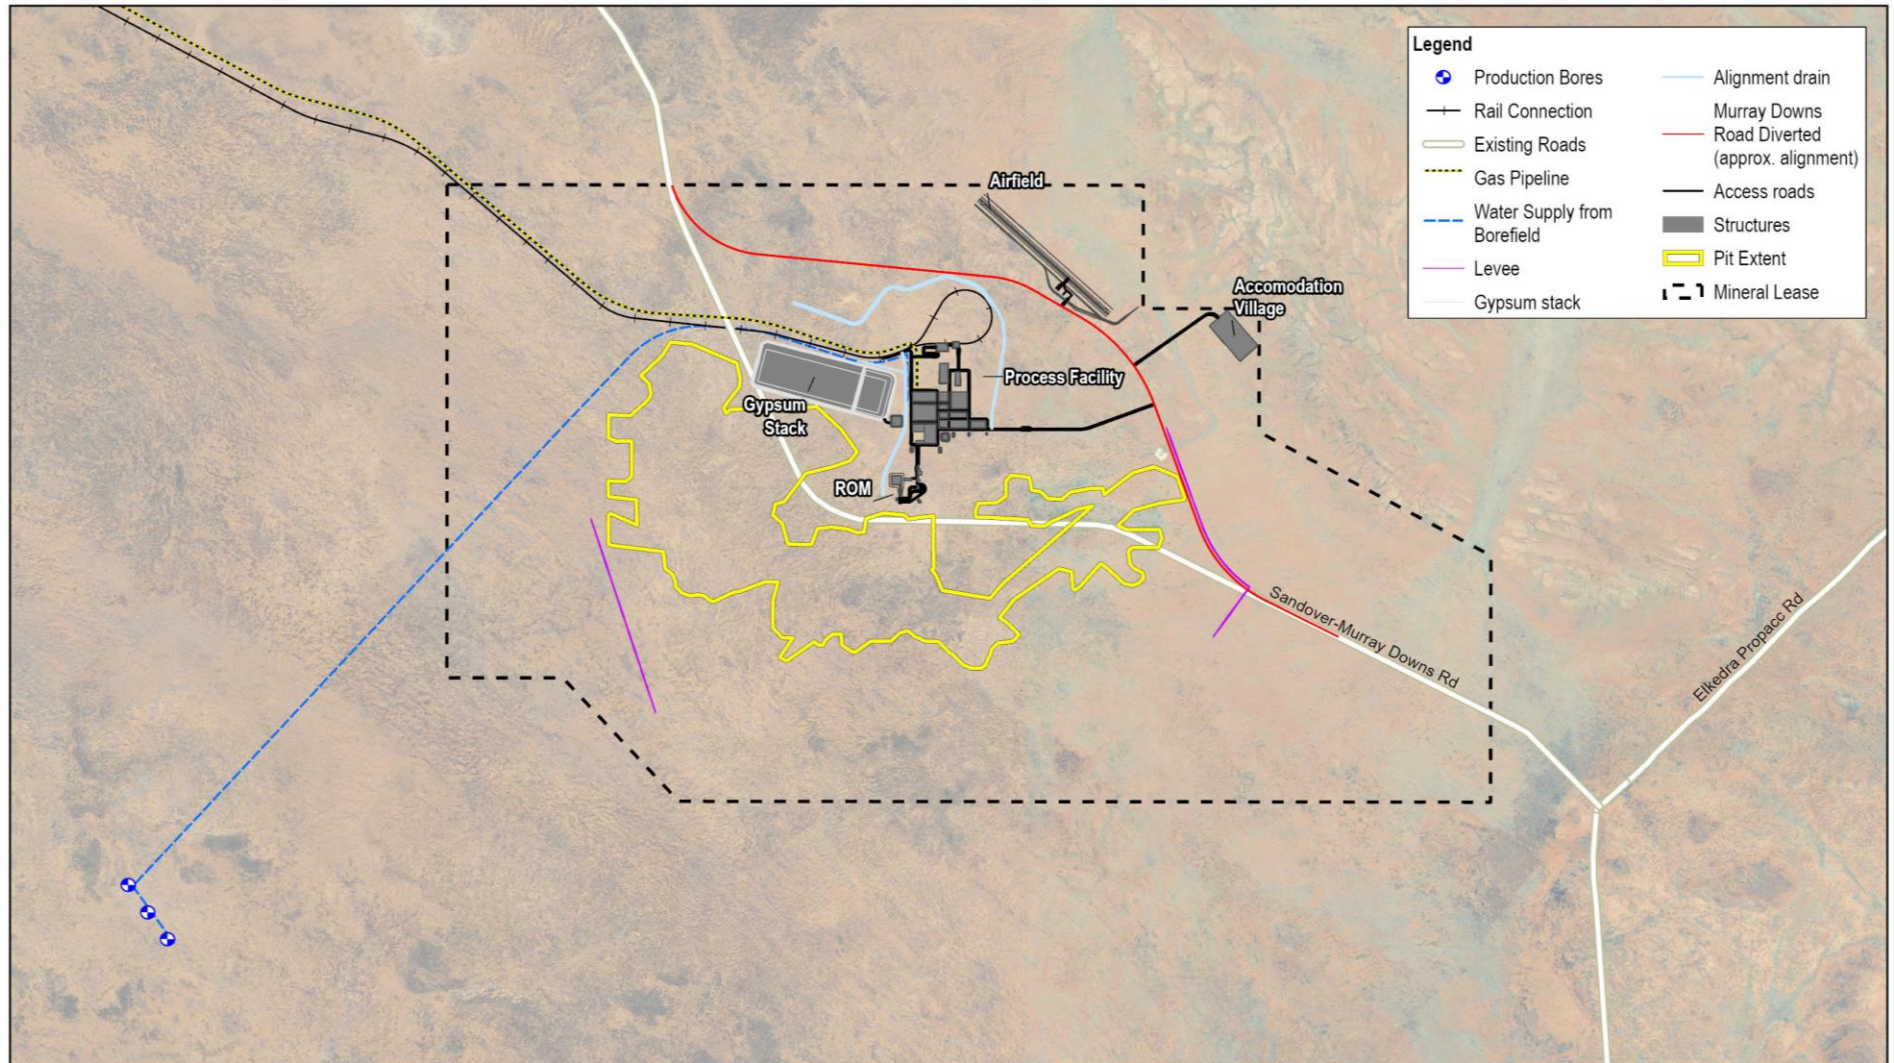 Legend
Production Bores
Rail Connection
Existing Roads
Gas Pipeline
Water Supply from
Borefield
Levee
Gypsum stack
Alignment drain
Murray Downs
Road Diverted
(approx. alignment)
Access roads
Structures
Pit Extent
Mineral Lease
Airfield
Accomodation
Village
Process Facility
Gypsum
Stack
ROM
Sandover-Murray Downs Rd
Elkedra Propacc Rd